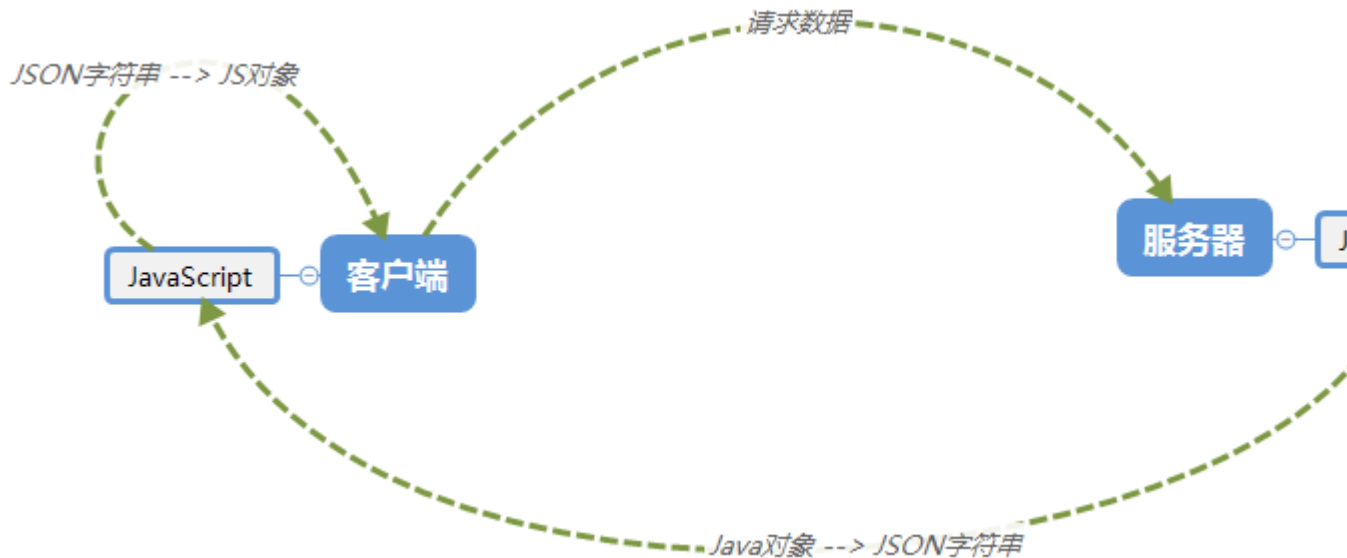 请求数据
JSON字符串 --> JS对象
服务器
J
JavaScript
客户端
Java对象 --> JSON字符串